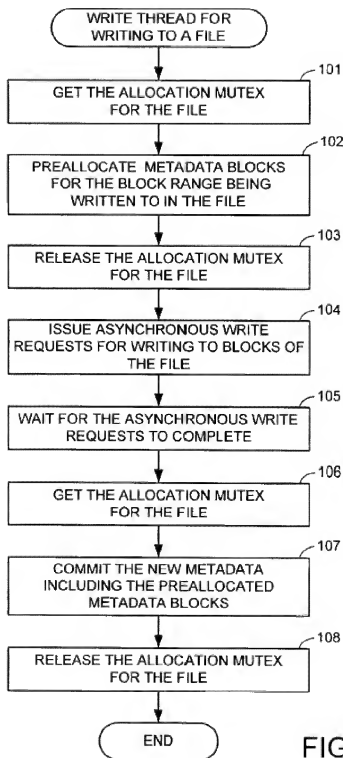 WRITE THREAD FOR
WRITING TO A FILE
101
GET THE ALLOCATION MUTEX
FOR THE FILE
102
PREALLOCATE METADATA BLOCKS
FOR THE BLOCK RANGE BEING
WRITTEN TO IN THE FILE
103
RELEASE THE ALLOCATION MUTEX
FOR THE FILE
104
ISSUE ASYNCHRONOUS WRITE
REQUESTS FOR WRITING TO BLOCKS OF
THE FILE
105
WAIT FOR THE ASYNCHRONOUS WRITE
REQUESTS TO COMPLETE
106
GET THE ALLOCATION MUTEX
FOR THE FILE
107
COMMIT THE NEW METADATA
INCLUDING THE PREALLOCATED
METADATA BLOCKS
108
RELEASE THE ALLOCATION MUTEX
FOR THE FILE
END
FIG